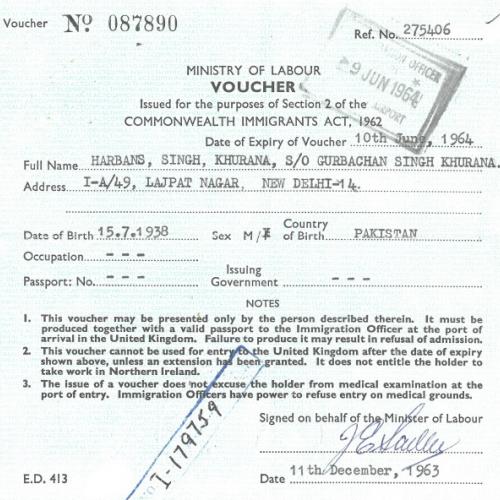 Voucher No 087890
Ref. No. 275406
IMMIGRATION OFFICER
9 JUN 1964
AIRPORT
MINISTRY OF LABOUR
VOUCHER
Issued for the purposes of Section 2 of the
COMMONWEALTH IMMIGRANTS ACT, 1962
Date of Expiry of Voucher 10th June, 1964
Full Name HARBANS, SINGH, KHURANA, S/O GURBACHAN SINGH KHURANA.
Address I-A/49, LAJPAT NAGAR, NEW DELHI-14.
Date of Birth 15.7.1938 Sex M/F Country of Birth PAKISTAN
Occupation - - -
Passport: No. - - - Issuing Government - - -
NOTES
1. This voucher may be presented only by the person described therein. It must be
produced together with a valid passport to the Immigration Officer at the port of
arrival in the United Kingdom. Failure to produce it may result in refusal of admission.
2. This voucher cannot be used for entry to the United Kingdom after the date of expiry
shown above, unless an extension has been granted. It does not entitle the holder to
take work in Northern Ireland.
3. The issue of a voucher does not excuse the holder from medical examination at the
port of entry. Immigration Officers have power to refuse entry on medical grounds.
I-179759
Signed on behalf of the Minister of Labour
E.D. 413
Date 11th December, 1963